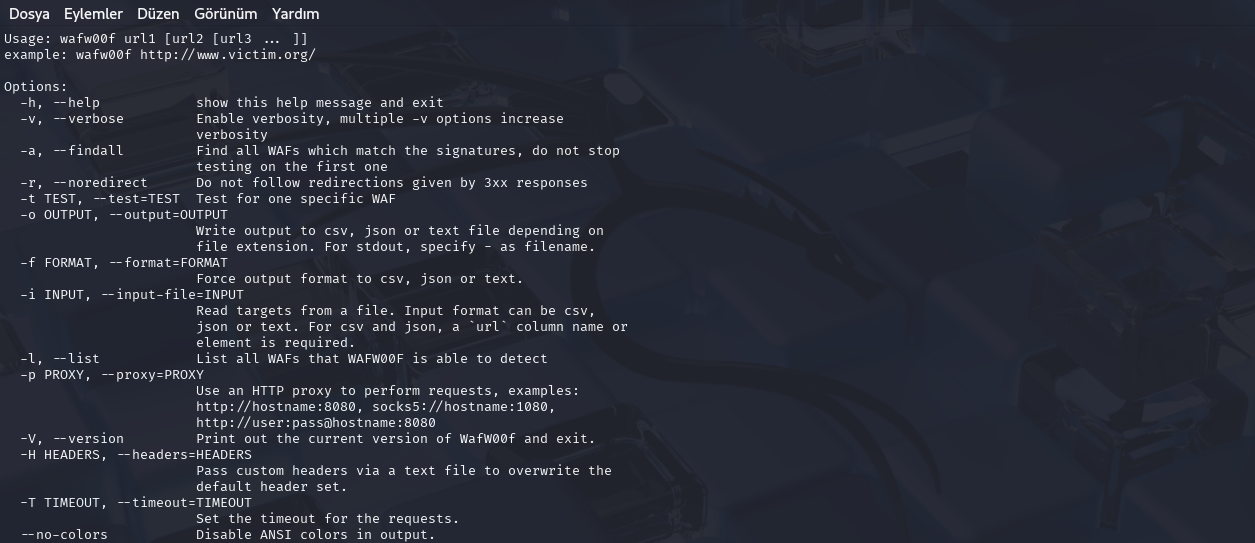 Dosya Eylemler Düzen Görünüm Yardım
Usage: wafw00f url1 [url2 [url3 ... ]]
example: wafw00f http://www.victim.org/
Options:
-h, --help show this help message and exit
-v, --verbose Enable verbosity, multiple -v options increase
verbosity
-a, --findall Find all WAFs which match the signatures, do not stop
testing on the first one
-r, --noredirect Do not follow redirections given by 3xx responses
-t TEST, --test=TEST Test for one specific WAF
-o OUTPUT, --output=OUTPUT
Write output to csv, json or text file depending on
file extension. For stdout, specify - as filename.
-f FORMAT, --format=FORMAT
Force output format to csv, json or text.
-i INPUT, --input-file=INPUT
Read targets from a file. Input format can be csv,
json or text. For csv and json, a `url` column name or
element is required.
-l, --list List all WAFs that WAFW00F is able to detect
-p PROXY, --proxy=PROXY
Use an HTTP proxy to perform requests, examples:
http://hostname:8080, socks5://hostname:1080,
http://user:pass@hostname:8080
-V, --version Print out the current version of WafW00f and exit.
-H HEADERS, --headers=HEADERS
Pass custom headers via a text file to overwrite the
default header set.
-T TIMEOUT, --timeout=TIMEOUT
Set the timeout for the requests.
--no-colors Disable ANSI colors in output.